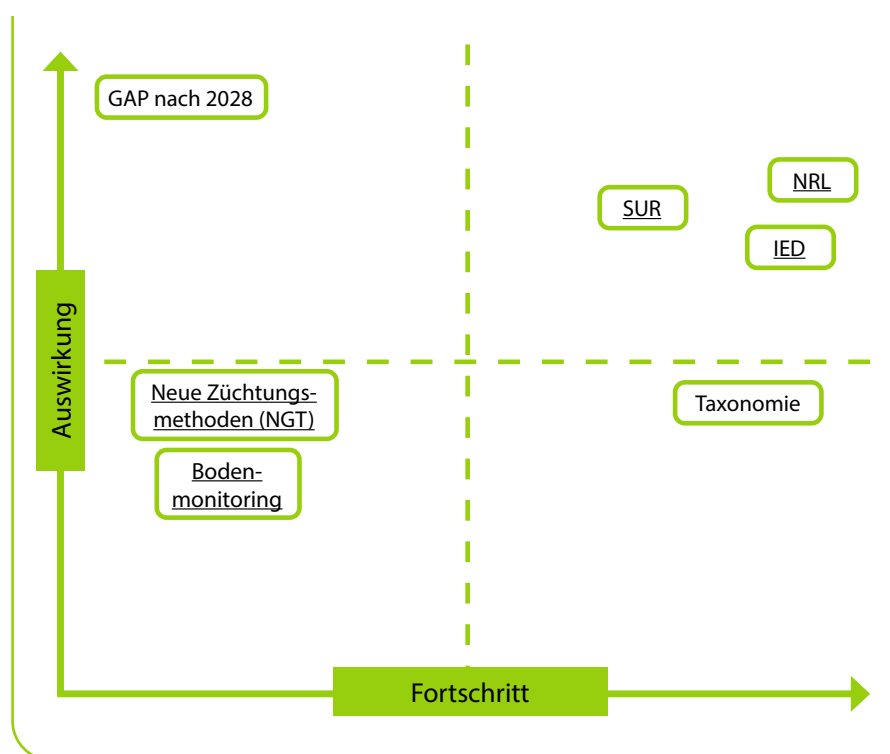 GAP nach 2028
NRL
SUR
IED
Auswirkung
Neue Züchtungs-
methoden (NGT)
Taxonomie
Boden-
monitoring
Fortschritt